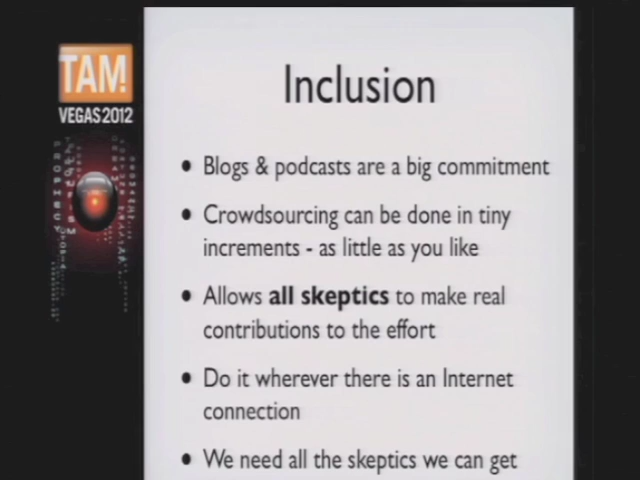 TAM!
VEGAS 2012
Inclusion
• Blogs & podcasts are a big commitment
• Crowdsourcing can be done in tiny
increments - as little as you like
• Allows all skeptics to make real
contributions to the effort
• Do it wherever there is an Internet
connection
• We need all the skeptics we can get